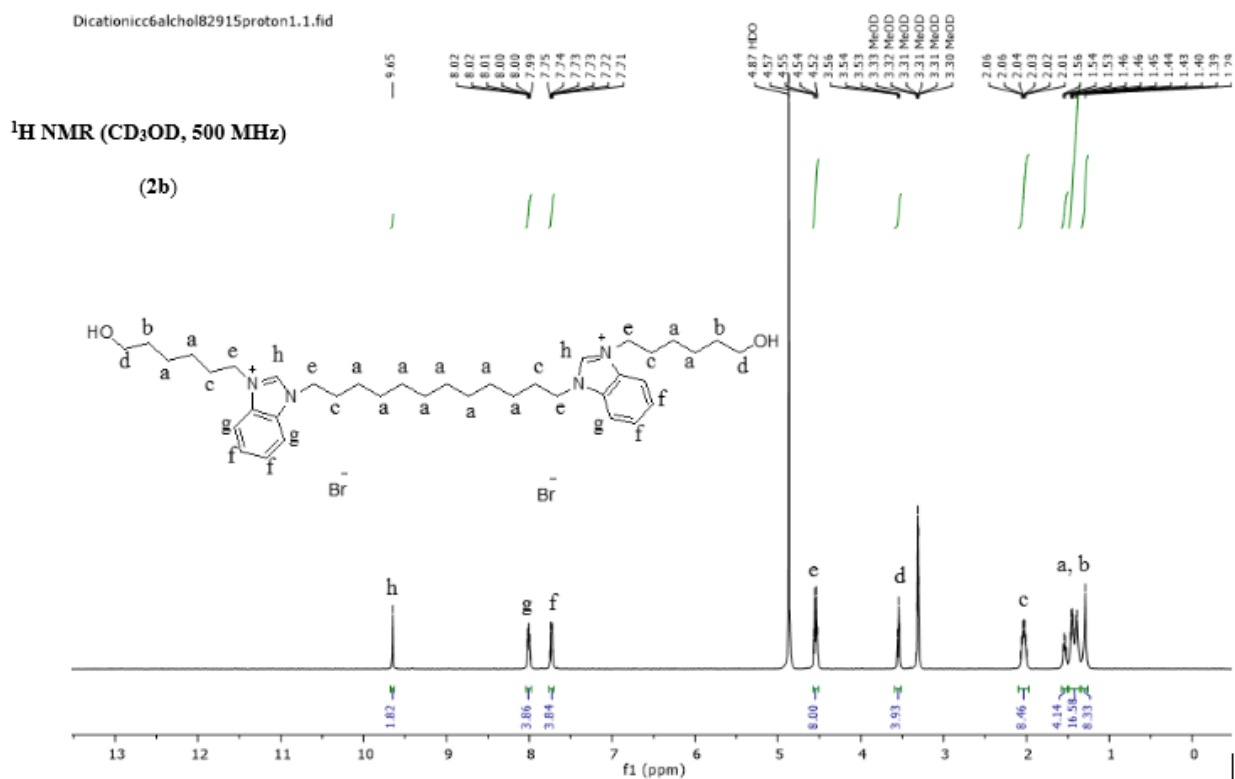 Dicationicc6alchol82915proton1.1.fid
9.65
8.02
8.02
8.01
8.00
8.00
7.99
7.75
7.74
7.73
7.73
7.72
7.71
4.87 HDO
4.57
4.55
4.54
4.52
3.56
3.54
3.53
3.33 MeOD
3.32 MeOD
3.31 MeOD
3.31 MeOD
3.31 MeOD
3.30 MeOD
2.06
2.06
2.04
2.03
2.02
2.01
1.56
1.54
1.53
1.46
1.46
1.45
1.44
1.43
1.40
1.39
1.29
¹H NMR (CD₃OD, 500 MHz)
(2b)
HO b a e h e a a a a c h e a b OH
d a c N⁺ N c a a a a e N⁺ N c a d
g g f f g f f
Br⁻ Br⁻
h g f e d c a, b
1.82 3.86 3.84 8.00 3.93 8.46 4.14 16.58 8.33
13 12 11 10 9 8 7 6 5 4 3 2 1 0
f1 (ppm)